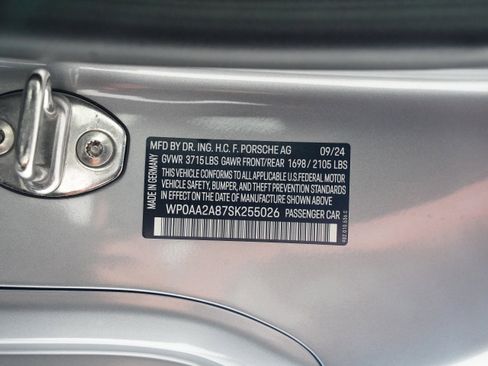 MFD BY DR. ING. H.C. F. PORSCHE AG 09/24
GVWR 3715 LBS GAWR FRONT/REAR 1698 / 2105 LBS
THIS VEHICLE CONFORMS TO ALL APPLICABLE U.S. FEDERAL MOTOR
VEHICLE SAFETY, BUMPER, AND THEFT PREVENTION STANDARDS
IN EFFECT ON THE DATE OF MANUFACTURE SHOWN ABOVE
WP0AA2A87SK255026 PASSENGER CAR
MADE IN GERMANY